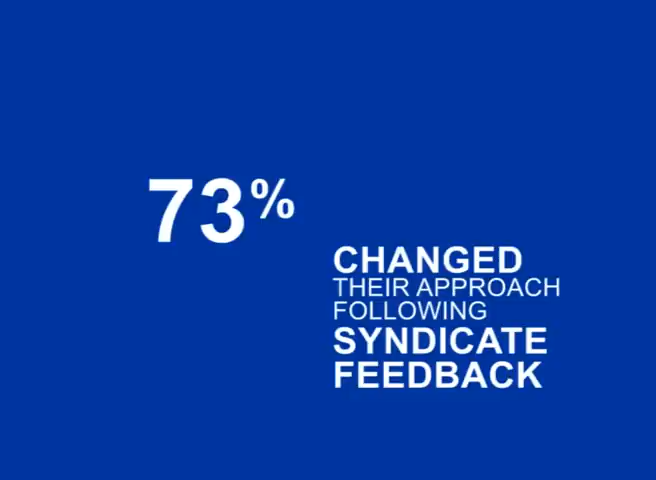 73%
CHANGED
THEIR APPROACH
FOLLOWING
SYNDICATE
FEEDBACK